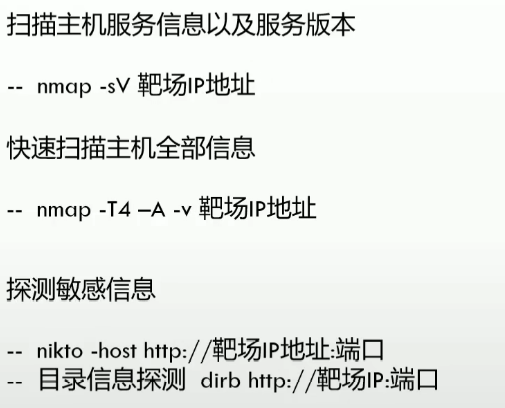 扫描主机服务信息以及服务版本
-- nmap -sV 靶场IP地址
快速扫描主机全部信息
-- nmap -T4 –A -v 靶场IP地址
探测敏感信息
-- nikto -host http://靶场IP地址:端口
-- 目录信息探测 dirb http://靶场IP:端口